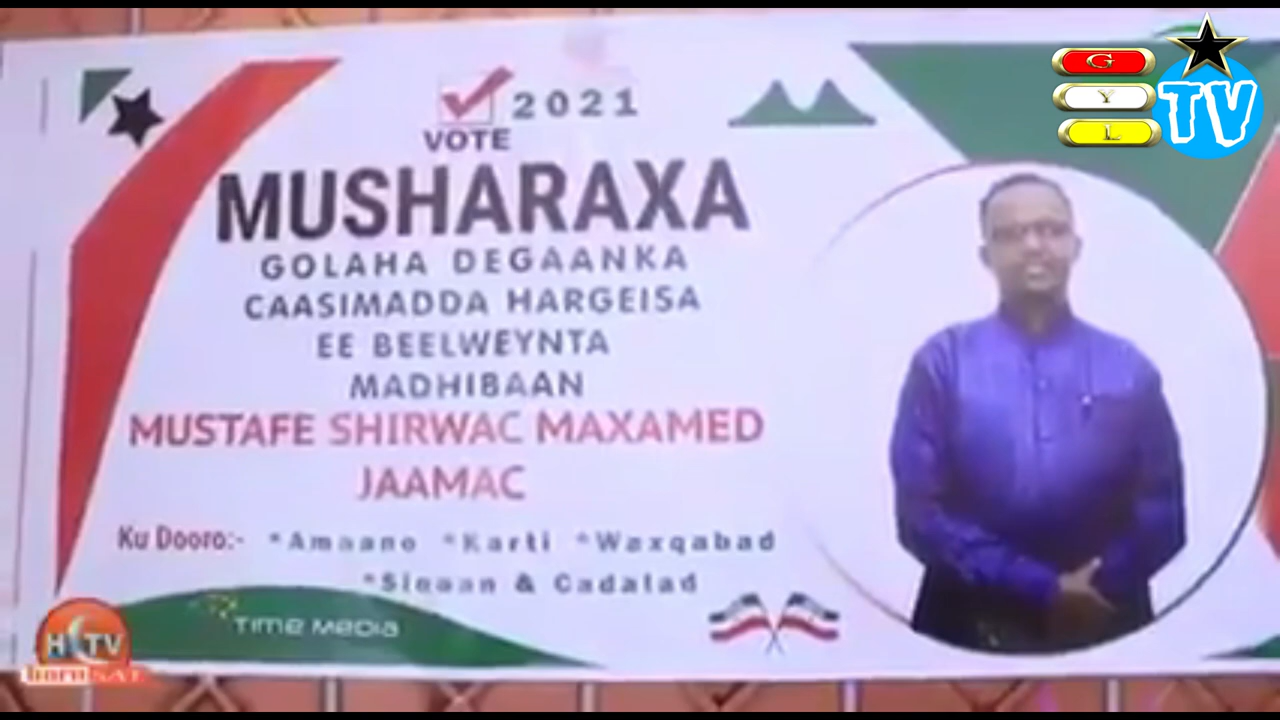 2021
VOTE
MUSHARAXA
GOLAHA DEGAANKA
CAASIMADDA HARGEISA
EE BEELWEYNTA
MADHIBAAN
MUSTAFE SHIRWAC MAXAMED
JAAMAC
Ku Dooro:- *Amaano *Karti *Waxqabad
*Sinaan & Cadalad
TIME MEDIA
G
Y
L
TV
HCTV